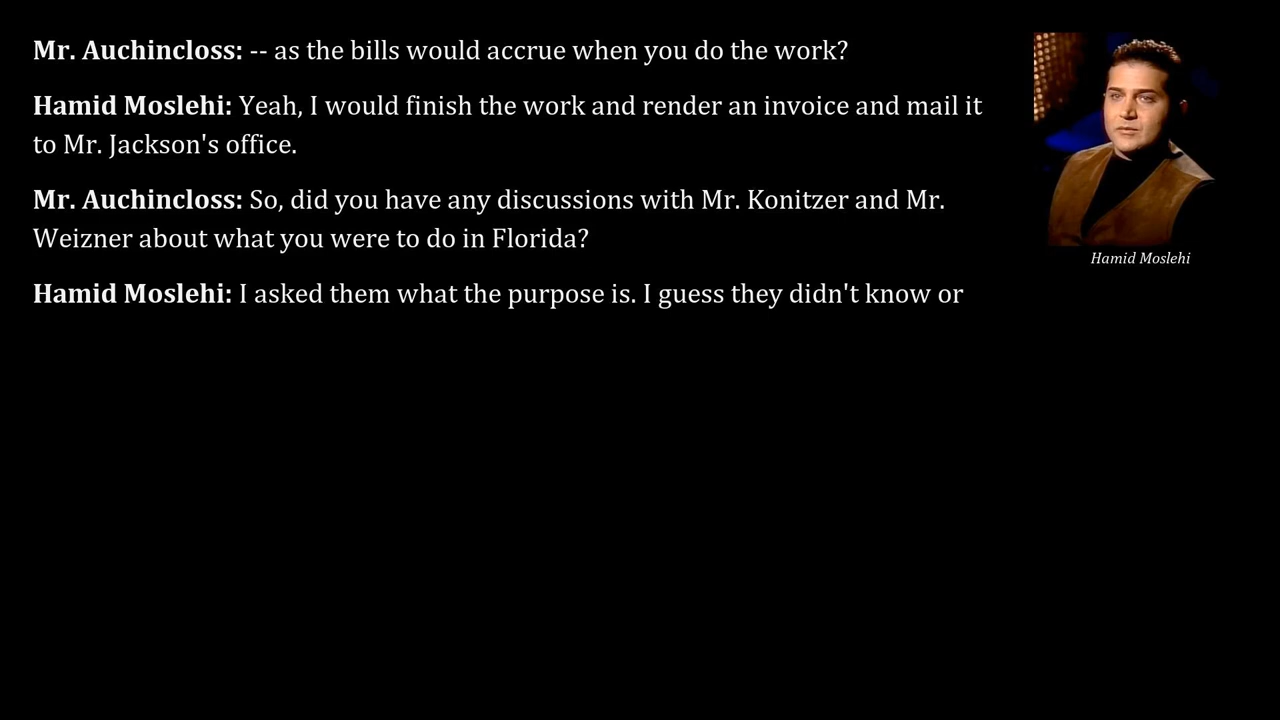 Mr. Auchincloss: -- as the bills would accrue when you do the work?
Hamid Moslehi: Yeah, I would finish the work and render an invoice and mail it
to Mr. Jackson's office.
Mr. Auchincloss: So, did you have any discussions with Mr. Konitzer and Mr.
Weizner about what you were to do in Florida?
Hamid Moslehi: I asked them what the purpose is. I guess they didn't know or
Hamid Moslehi